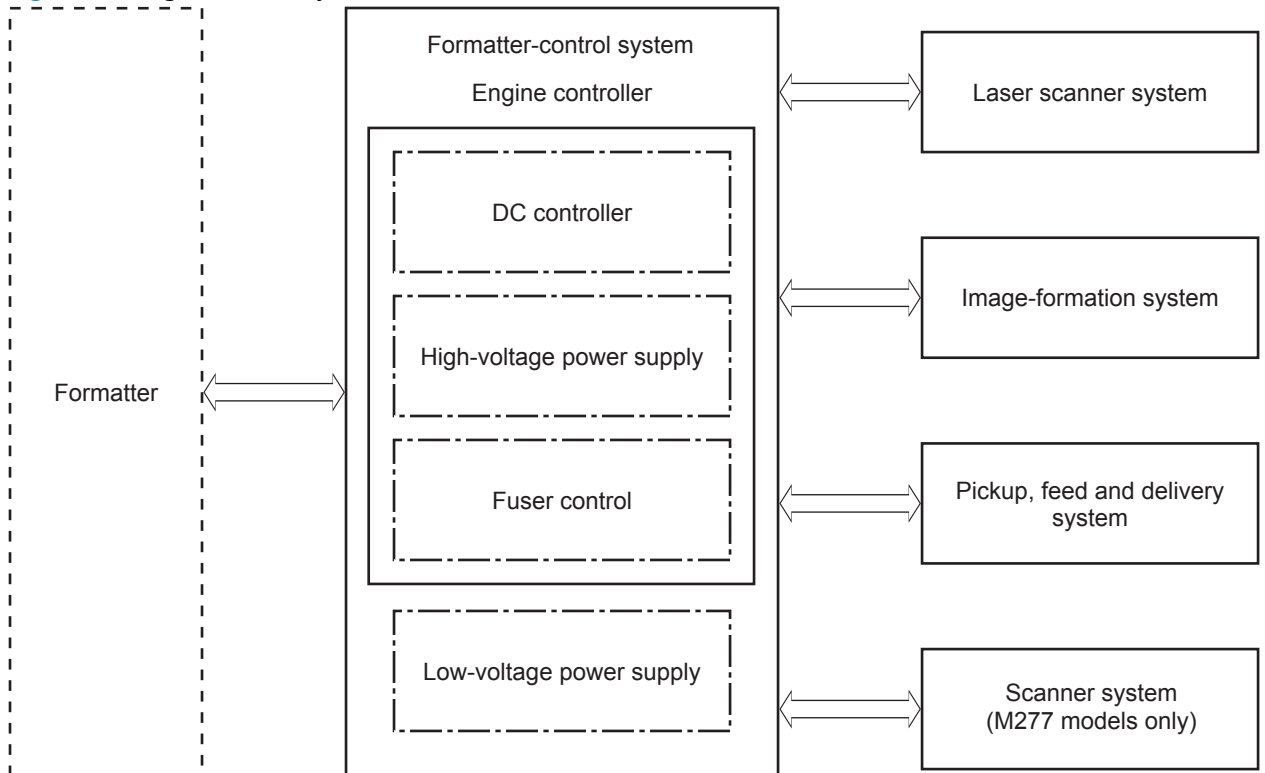 Formatter-control system
Engine controller
Laser scanner system
DC controller
Image-formation system
High-voltage power supply
Formatter
Fuser control
Pickup, feed and delivery
system
Low-voltage power supply
Scanner system
(M277 models only)